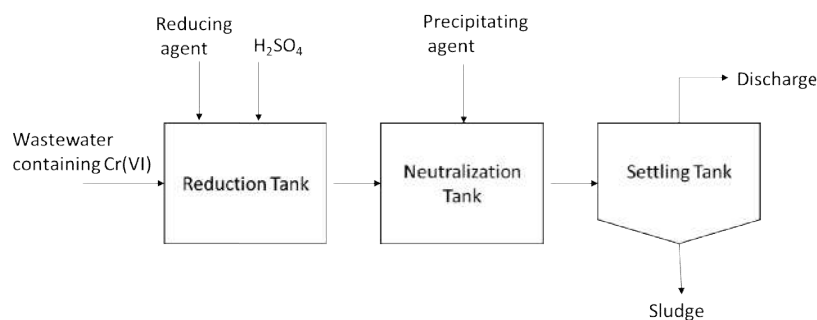 Reducing
agent
H₂SO₄
Precipitating
agent
Discharge
Wastewater
containing Cr(VI)
Reduction Tank
Neutralization
Tank
Settling Tank
Sludge